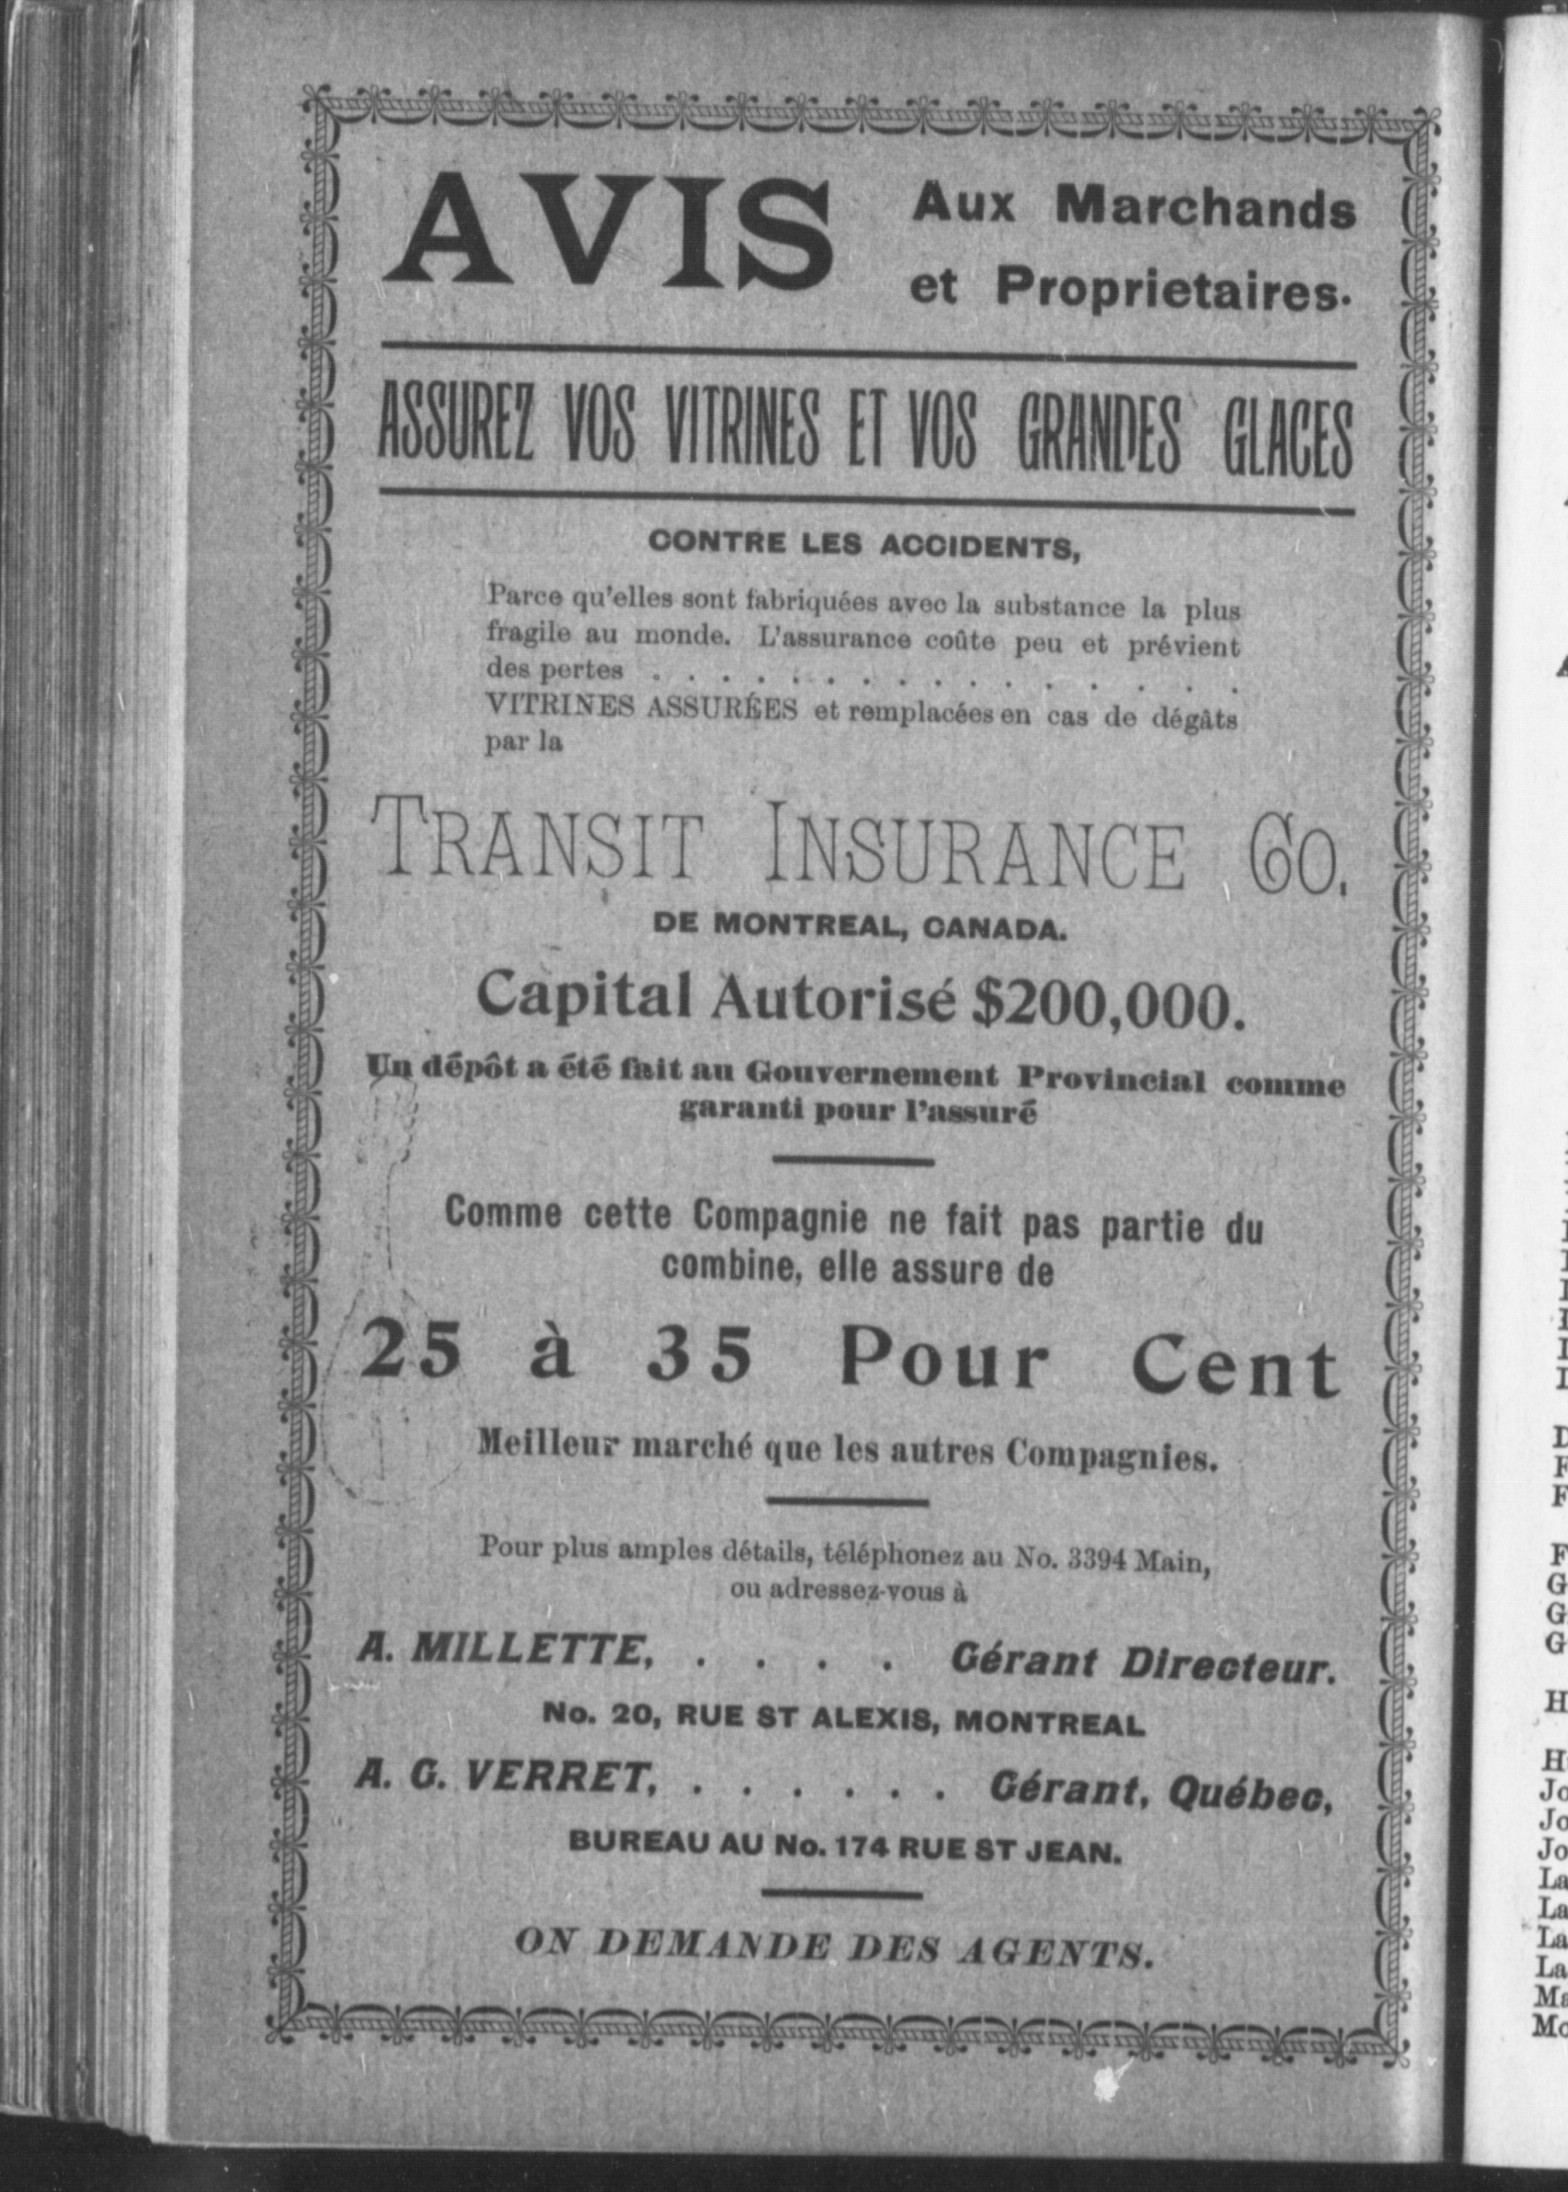 AVIS Aux Marchands
et Proprietaires.
ASSUREZ VOS VITRINES ET VOS GRANDES GLACES
CONTRE LES ACCIDENTS,
Parce qu'elles sont fabriquées avec la substance la plus
fragile au monde. L'assurance coûte peu et prévient
des pertes . . . . . . . . . . . . . . . . .
VITRINES ASSURÉES et remplacées en cas de dégâts
par la
TRANSIT INSURANCE CO.
DE MONTREAL, CANADA.
Capital Autorisé $200,000.
Un dépôt a été fait au Gouvernement Provincial comme
garanti pour l'assuré
Comme cette Compagnie ne fait pas partie du
combine, elle assure de
25 à 35 Pour Cent
Meilleur marché que les autres Compagnies.
Pour plus amples détails, téléphonez au No. 3394 Main,
ou adressez-vous à
A. MILLETTE, . . . . Gérant Directeur.
No. 20, RUE ST ALEXIS, MONTREAL
A. G. VERRET, . . . . . . Gérant, Québec,
BUREAU AU No. 174 RUE ST JEAN.
ON DEMANDE DES AGENTS.